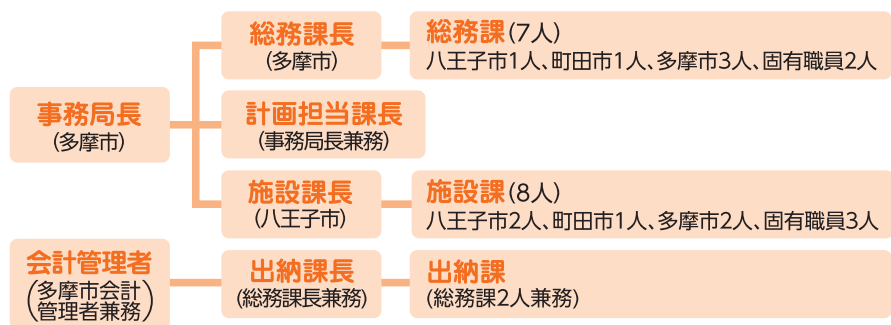 総務課長
(多摩市)
総務課(7人)
八王子市1人、町田市1人、多摩市3人、固有職員2人
事務局長
(多摩市)
計画担当課長
(事務局長兼務)
施設課長
(八王子市)
施設課(8人)
八王子市2人、町田市1人、多摩市2人、固有職員3人
会計管理者
(多摩市会計
管理者兼務)
出納課長
(総務課長兼務)
出納課
(総務課2人兼務)